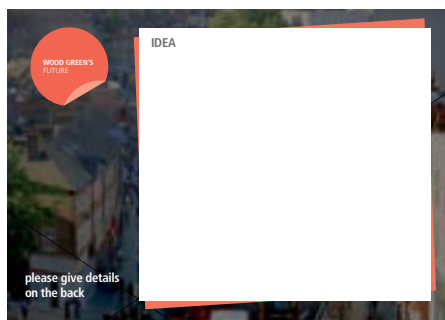 WOOD GREEN'S
FUTURE
IDEA
please give details
on the back